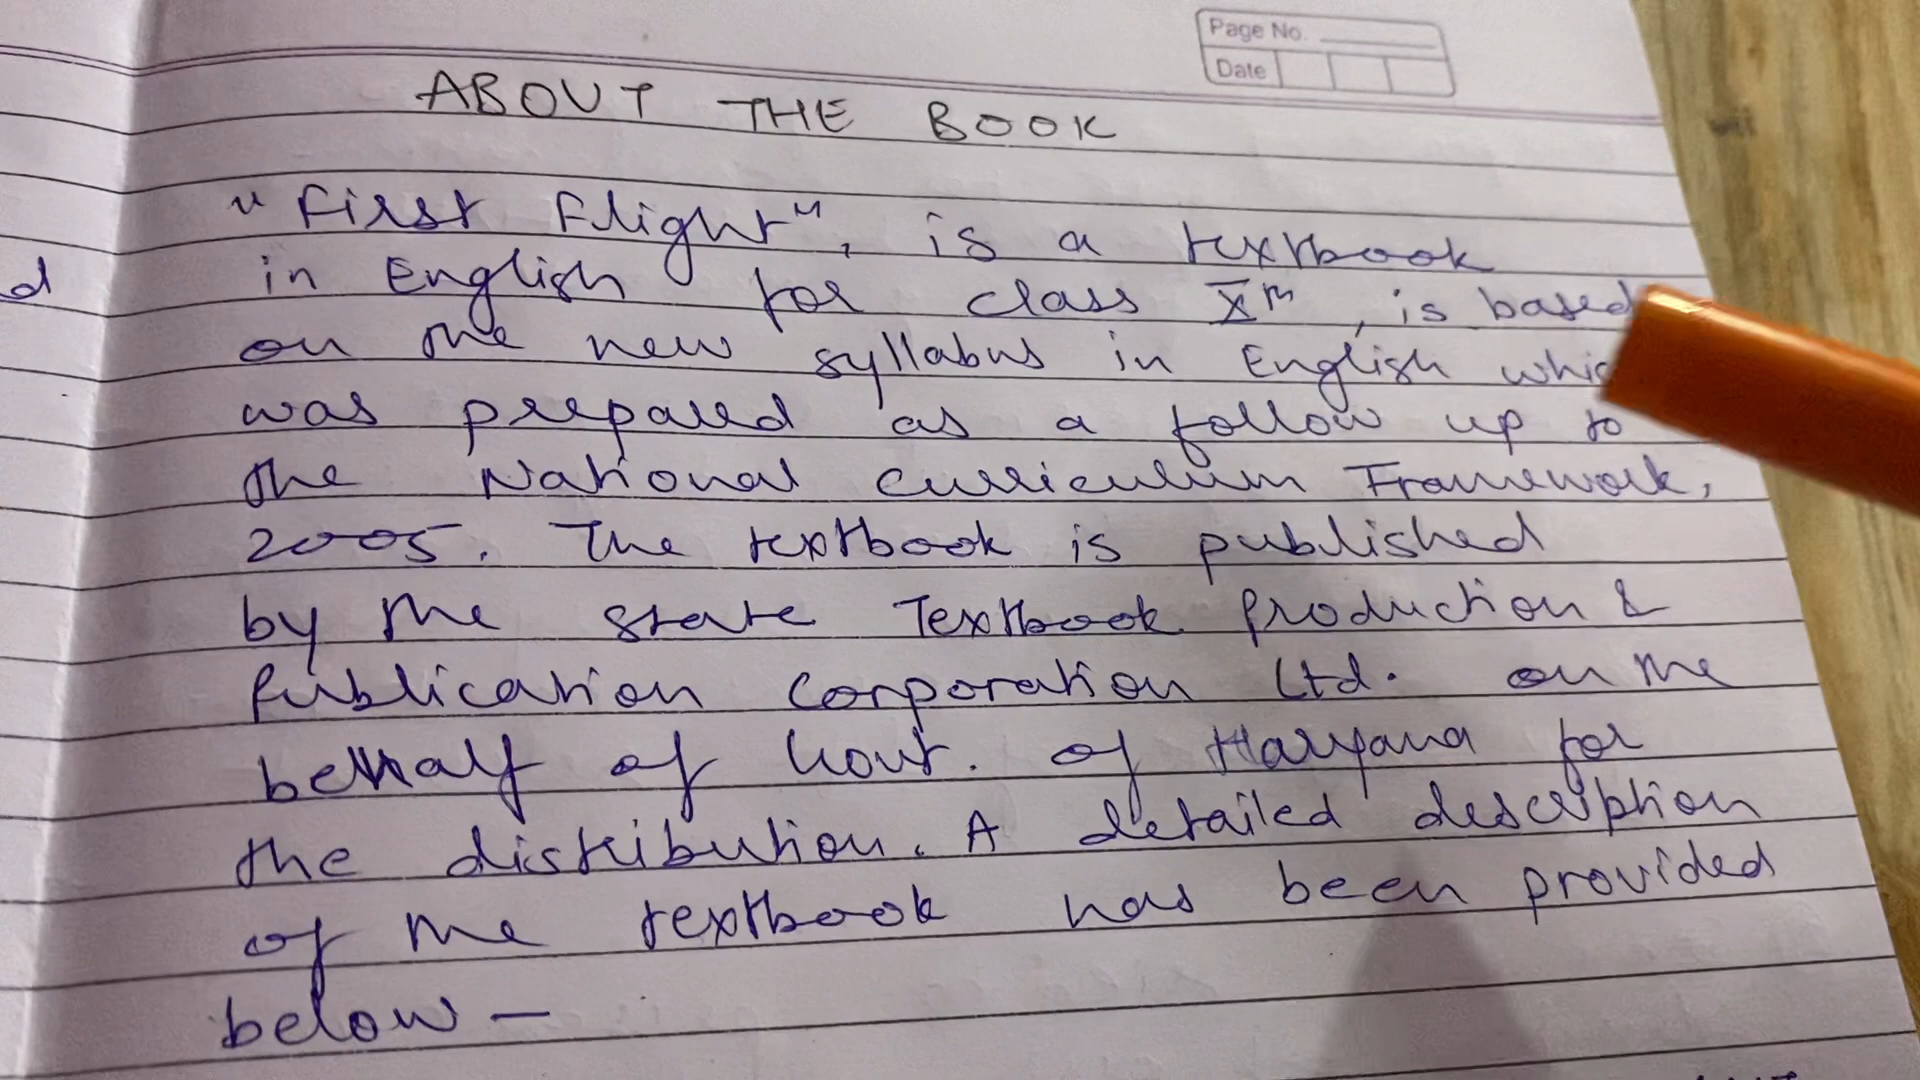 Page No.
Date
ABOUT THE BOOK
"First Flight", is a textbook
d
in English for class Xth, is based
on the new syllabus in English whic
was prepared as a follow up to
the National Curriculum Framework,
2005. The textbook is published
by the state Textbook Production &
Publication Corporation Ltd. on the
behalf of Govt. of Haryana for
the distribution. A detailed description
of the textbook has been provided
below —